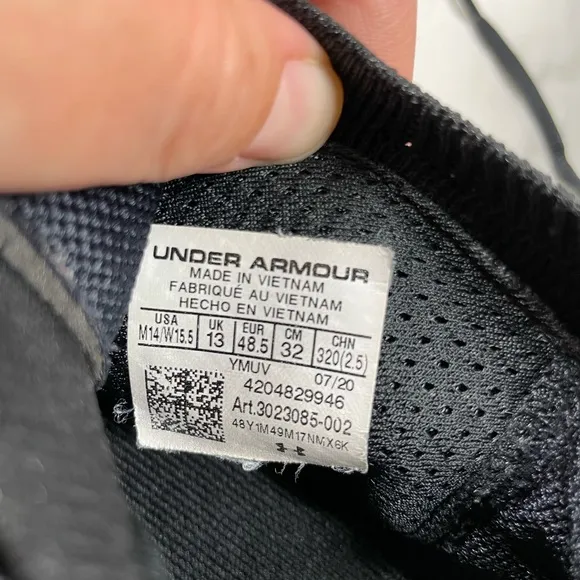 UNDER ARMOUR
MADE IN VIETNAM
FABRIQUÉ AU VIETNAM
HECHO EN VIETNAM
USA UK EUR CM CHN
M14/W15.5 13 48.5 32 320(2.5)
YMUV 07/20
4204829946
Art.3023085-002
48Y1M49M17NMX6K